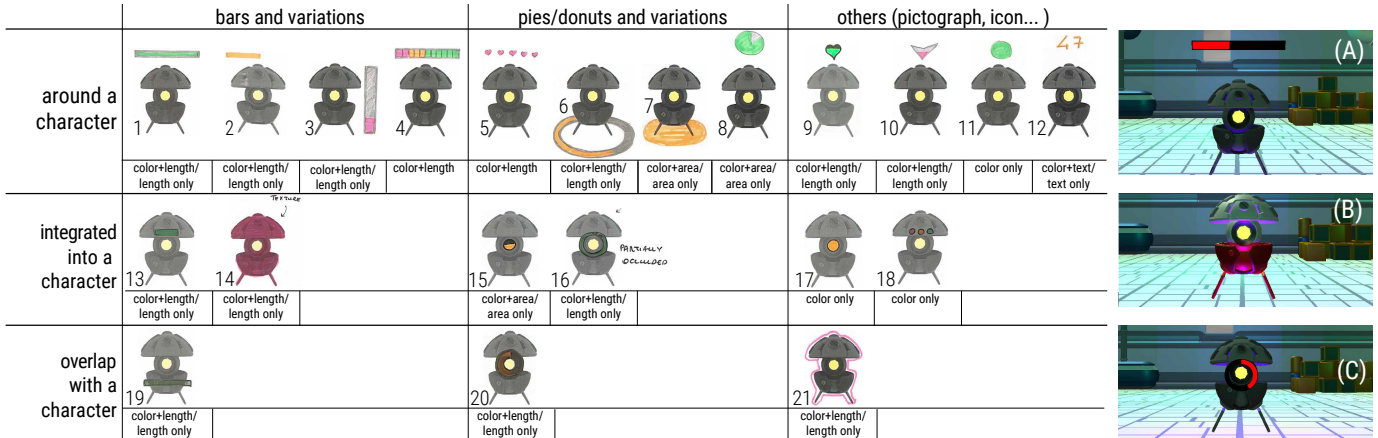 bars and variations
pies/donuts and variations
others (pictograph, icon... )
around a
character
1
2
3
4
5
6
7
8
9
10
11
12
47
color+length/
length only
color+length/
length only
color+length/
length only
color+length
color+length
color+length/
length only
color+area/
area only
color+area/
area only
color+length/
length only
color+length/
length only
color only
color+text/
text only
integrated
into a
character
TEXTURE
13
14
15
16
PARTIALLY
OCCLUDED
17
18
color+length/
length only
color+length/
length only
color+area/
area only
color+length/
length only
color only
color only
overlap
with a
character
19
20
21
color+length/
length only
color+length/
length only
color+length/
length only
(A)
(B)
(C)